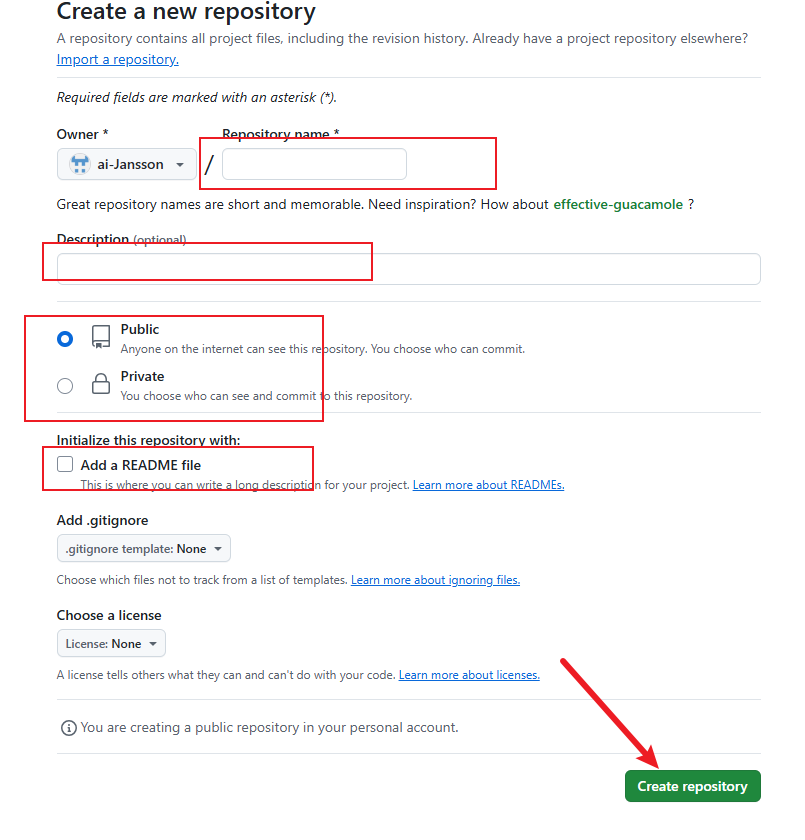 Create a new repository
A repository contains all project files, including the revision history. Already have a project repository elsewhere?
Import a repository.
Required fields are marked with an asterisk (*).
Owner * Repository name *
ai-Jansson /
Great repository names are short and memorable. Need inspiration? How about effective-guacamole ?
Description (optional)
Public
Anyone on the internet can see this repository. You choose who can commit.
Private
You choose who can see and commit to this repository.
Initialize this repository with:
Add a README file
This is where you can write a long description for your project. Learn more about READMEs.
Add .gitignore
.gitignore template: None
Choose which files not to track from a list of templates. Learn more about ignoring files.
Choose a license
License: None
A license tells others what they can and can't do with your code. Learn more about licenses.
You are creating a public repository in your personal account.
Create repository